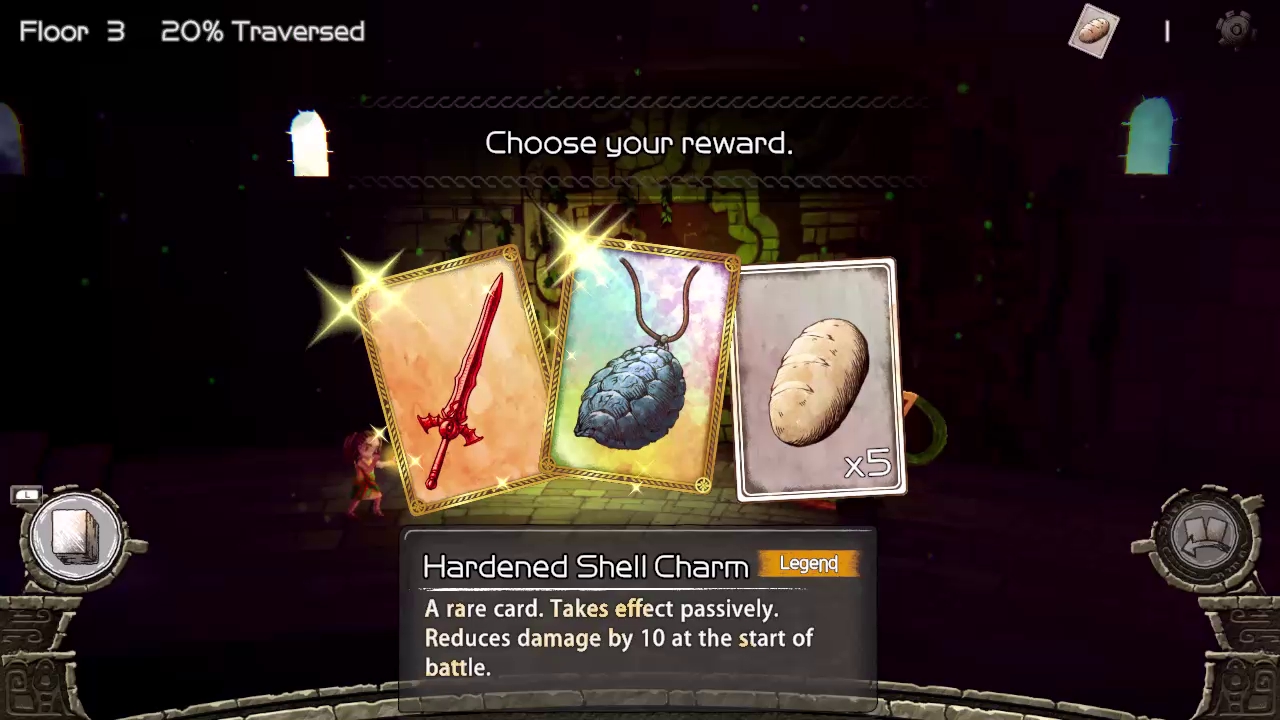 Floor 3 20% Traversed
1
Choose your reward.
x5
L
Hardened Shell Charm
Legend
A rare card. Takes effect passively.
Reduces damage by 10 at the start of
battle.